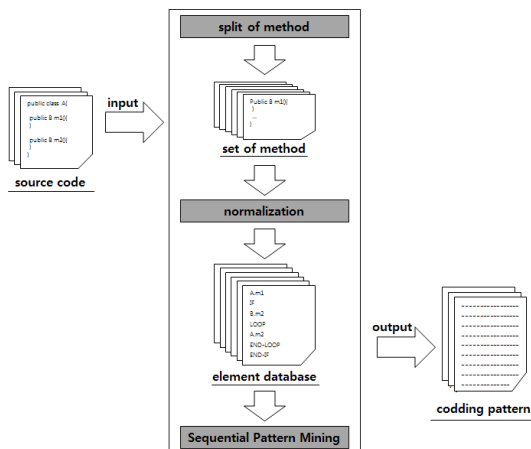 split of method
public class A{
public B m1(){
}
public B m2(){
}
}
source code
input
Public B m1(){
}
...
}
set of method
normalization
A.m1
IF
B.m2
LOOP
A.m2
END-LOOP
END-IF
element database
output
codding pattern
Sequential Pattern Mining